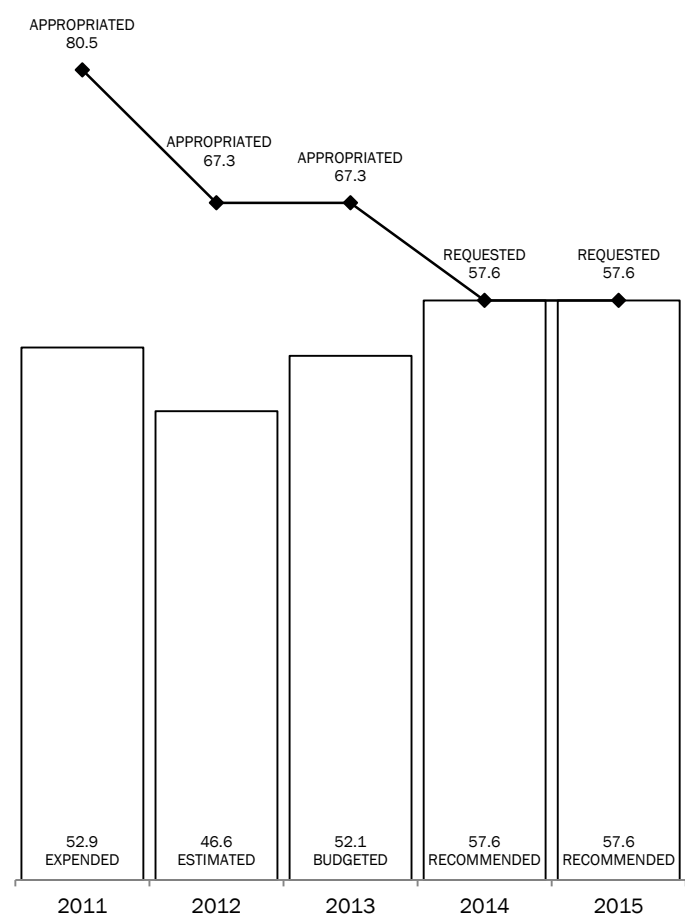 APPROPRIATED
80.5
APPROPRIATED
67.3
APPROPRIATED
67.3
REQUESTED
57.6
REQUESTED
57.6
52.9
EXPENDED
46.6
ESTIMATED
52.1
BUDGETED
57.6
RECOMMENDED
57.6
RECOMMENDED
2011
2012
2013
2014
2015